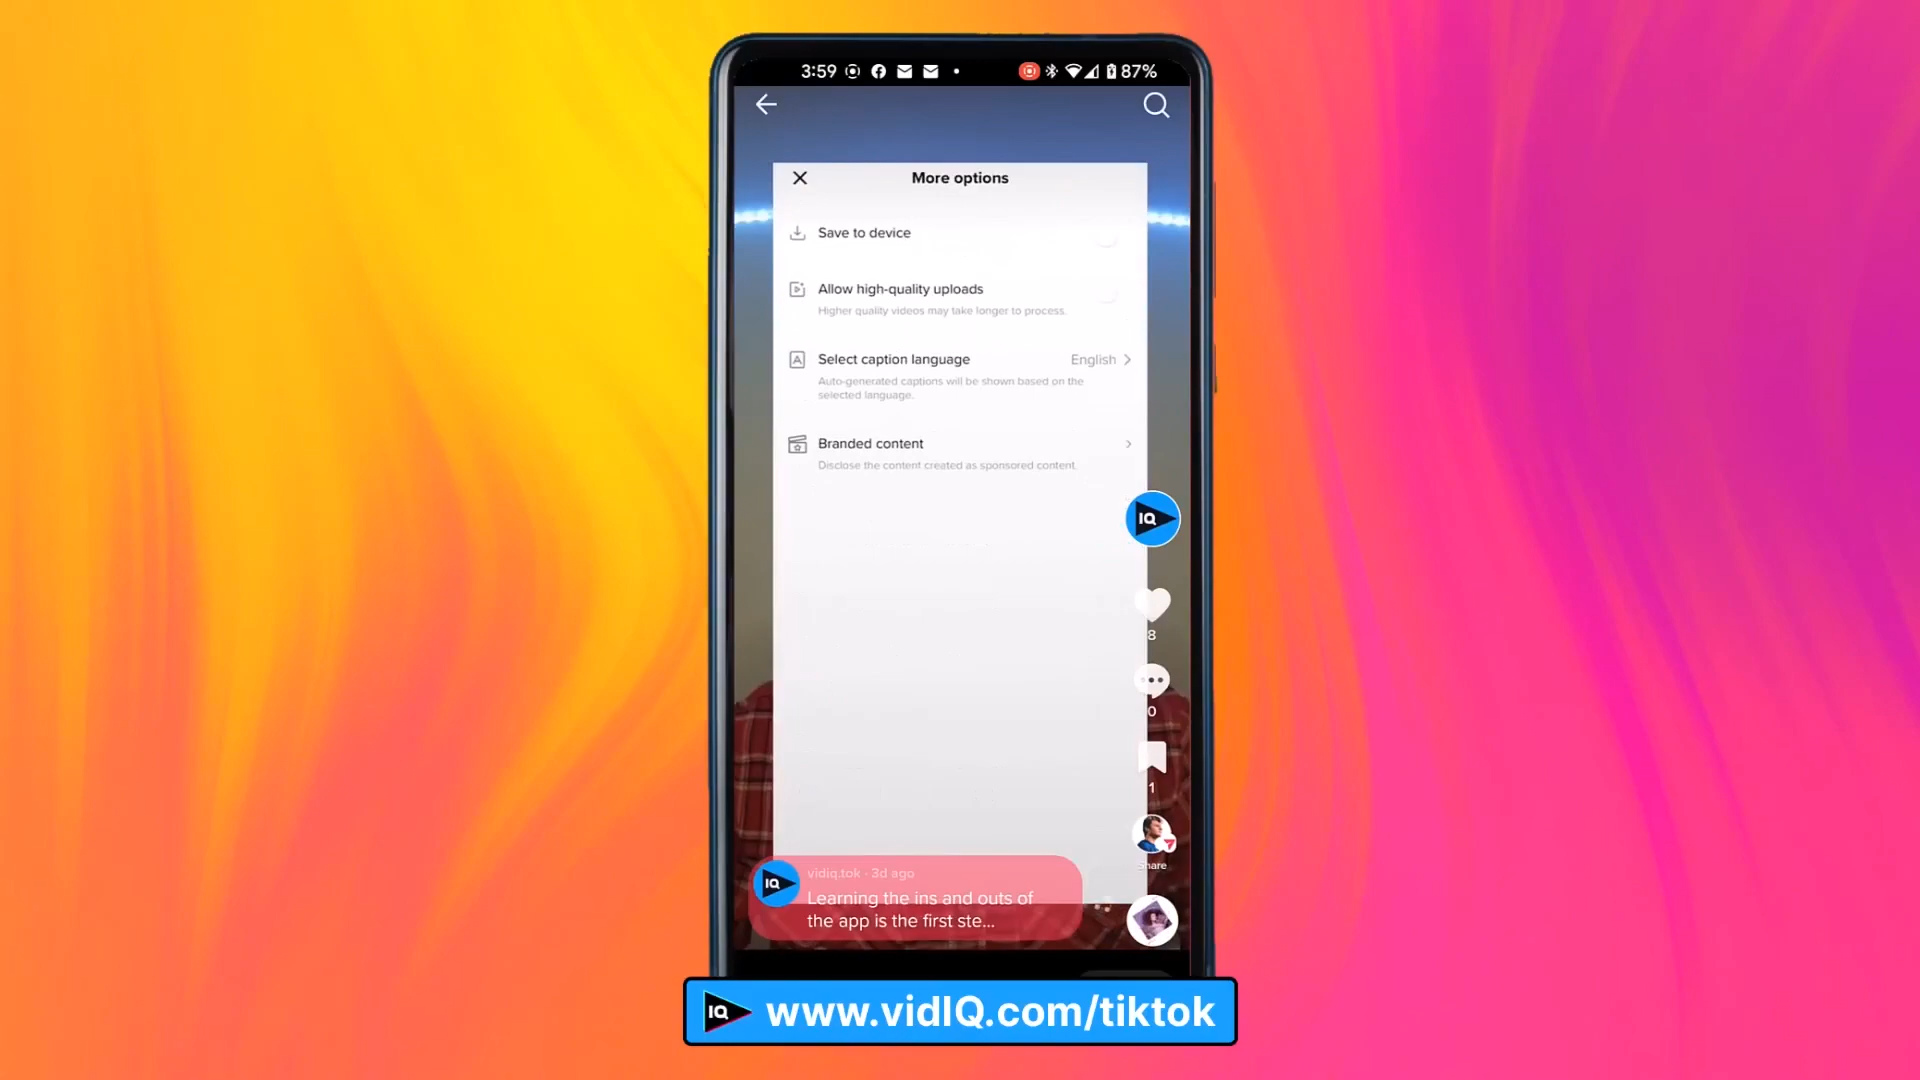 3:59
87%
More options
Save to device
Allow high-quality uploads
Higher quality videos may take longer to process.
Select caption language
English
Auto-generated captions will be shown based on the
selected language.
Branded content
Disclose the content created as sponsored content.
IQ
8
0
1
Share
IQ
vidiq.tok · 3d ago
Learning the ins and outs of
the app is the first ste...
IQ
www.vidIQ.com/tiktok